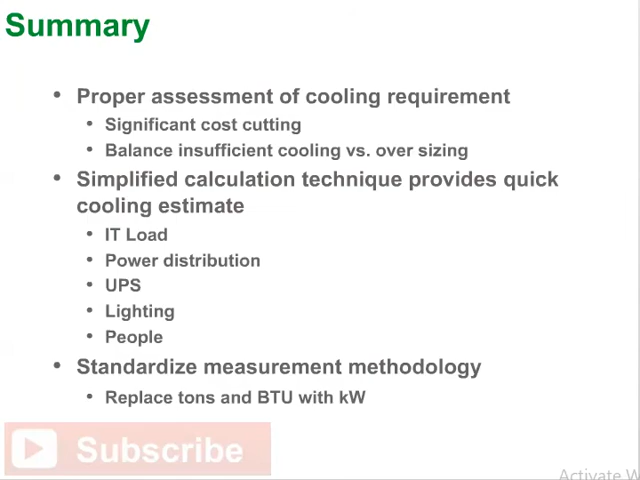 Summary
• Proper assessment of cooling requirement
• Significant cost cutting
• Balance insufficient cooling vs. over sizing
• Simplified calculation technique provides quick
cooling estimate
• IT Load
• Power distribution
• UPS
• Lighting
• People
• Standardize measurement methodology
• Replace tons and BTU with kW
Subscribe
Activate W